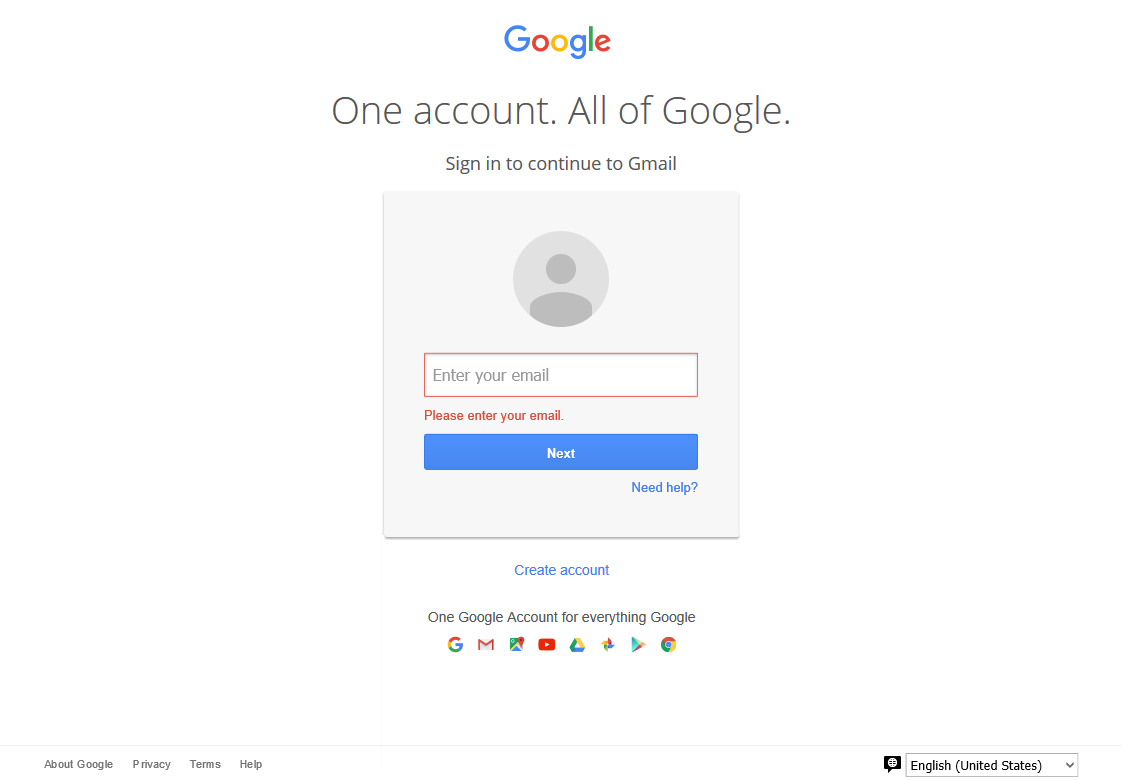 Google
One account. All of Google.
Sign in to continue to Gmail
Enter your email
Please enter your email.
Next
Need help?
Create account
One Google Account for everything Google
About Google Privacy Terms Help English (United States)